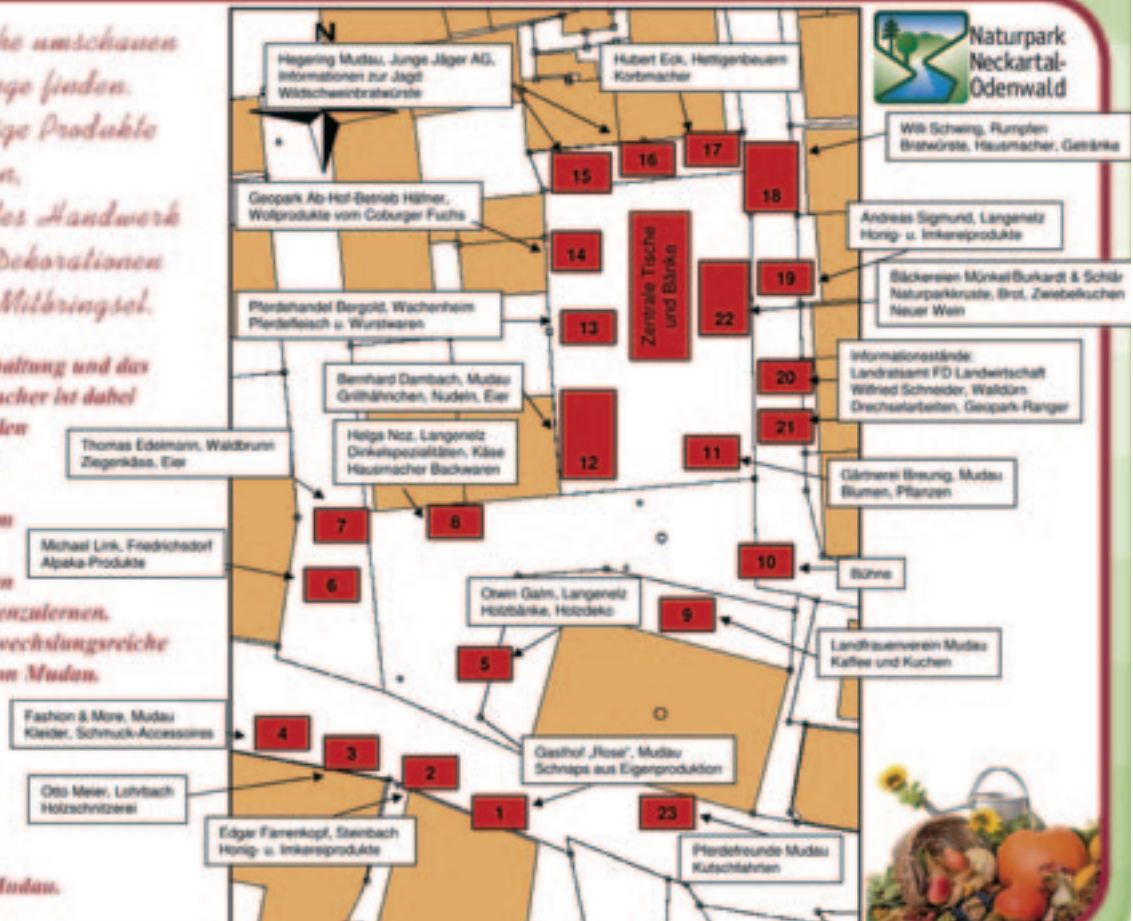 he umschauen
ge finden.
ige Produkte
n,
les Handwerk
Dekorationen
Mitbringsel.
altung und das
acher ist dabei
den
m
en
enzulernen.
wechslungsreiche
on Mudau.
Mudau.
N
Hegering Mudau, Junge Jäger AG,
Informationen zur Jagd
Wildschweinbratwürste
Hubert Eck, Hettigenbeuern
Korbmacher
Naturpark
Neckartal-
Odenwald
Willi Schwing, Rumpfen
Bratwürste, Hausmacher, Getränke
15
16
17
18
Geopark Ab-Hof-Betrieb Häfner,
Wollprodukte vom Coburger Fuchs
Andreas Sigmund, Langenelz
Honig- u. Imkereiprodukte
14
Zentrale Tische
und Bänke
19
Bäckereien Münkel/Burkardt & Schlär
Naturparkkruste, Brot, Zwiebelkuchen
Neuer Wein
Pferdehandel Bergold, Wachenheim
Pferdefleisch u. Wurstwaren
13
22
Informationsstände:
Landratsamt FD Landwirtschaft
Wilfried Schneider, Walldürn
Drechselarbeiten, Geopark-Ranger
20
21
Bernhard Dambach, Mudau
Grillhähnchen, Nudeln, Eier
Helga Noz, Langenelz
Dinkelspezialitäten, Käse
Hausmacher Backwaren
12
11
Thomas Edelmann, Waldbrunn
Ziegenkäse, Eier
Gärtnerei Breunig, Mudau
Blumen, Pflanzen
7
8
Michael Link, Friedrichsdorf
Alpaka-Produkte
6
10
Bühne
Otwin Galm, Langenelz
Holzbänke, Holzdeko
9
Landfrauenverein Mudau
Kaffee und Kuchen
5
Fashion & More, Mudau
Kleider, Schmuck-Accessoires
4
3
2
Gasthof „Rose“, Mudau
Schnaps aus Eigenproduktion
Otto Meier, Lohrbach
Holzschnitzerei
1
23
Edgar Farrenkopf, Steinbach
Honig- u. Imkereiprodukte
Pferdefreunde Mudau
Kutschfahrten